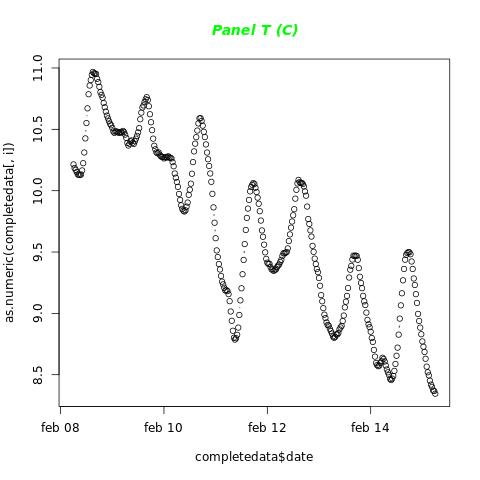 Panel T (C)
as.numeric(completedata[, i])
11.0
10.5
10.0
9.5
9.0
8.5
feb 08
feb 10
feb 12
feb 14
completedata$date